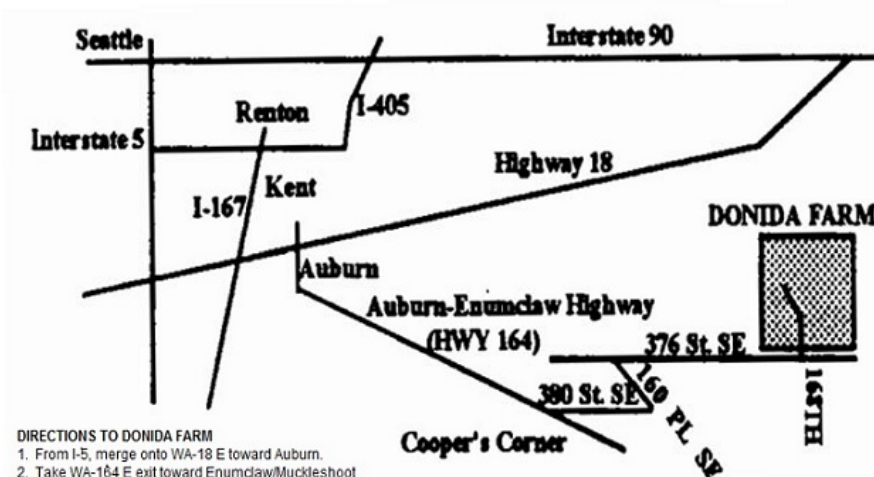 Seattle
Interstate 90
I-405
Renton
Interstate 5
Highway 18
Kent
I-167
DONIDA FARM
Auburn
Auburn-Enumclaw Highway
(HWY 164)
376 St. SE
160 PL SE
168TH
380 St. SE
Cooper's Corner
DIRECTIONS TO DONIDA FARM
1. From I-5, merge onto WA-18 E toward Auburn.
2. Take WA-164 E exit toward Enumclaw/Muckleshoot